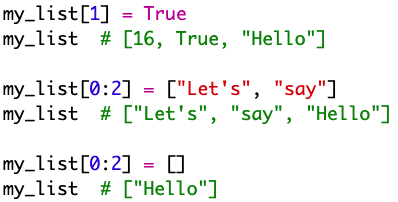 my_list[1] = True
my_list  # [16, True, "Hello"]
my_list[0:2] = ["Let's", "say"]
my_list  # ["Let's", "say", "Hello"]
my_list[0:2] = []
my_list  # ["Hello"]